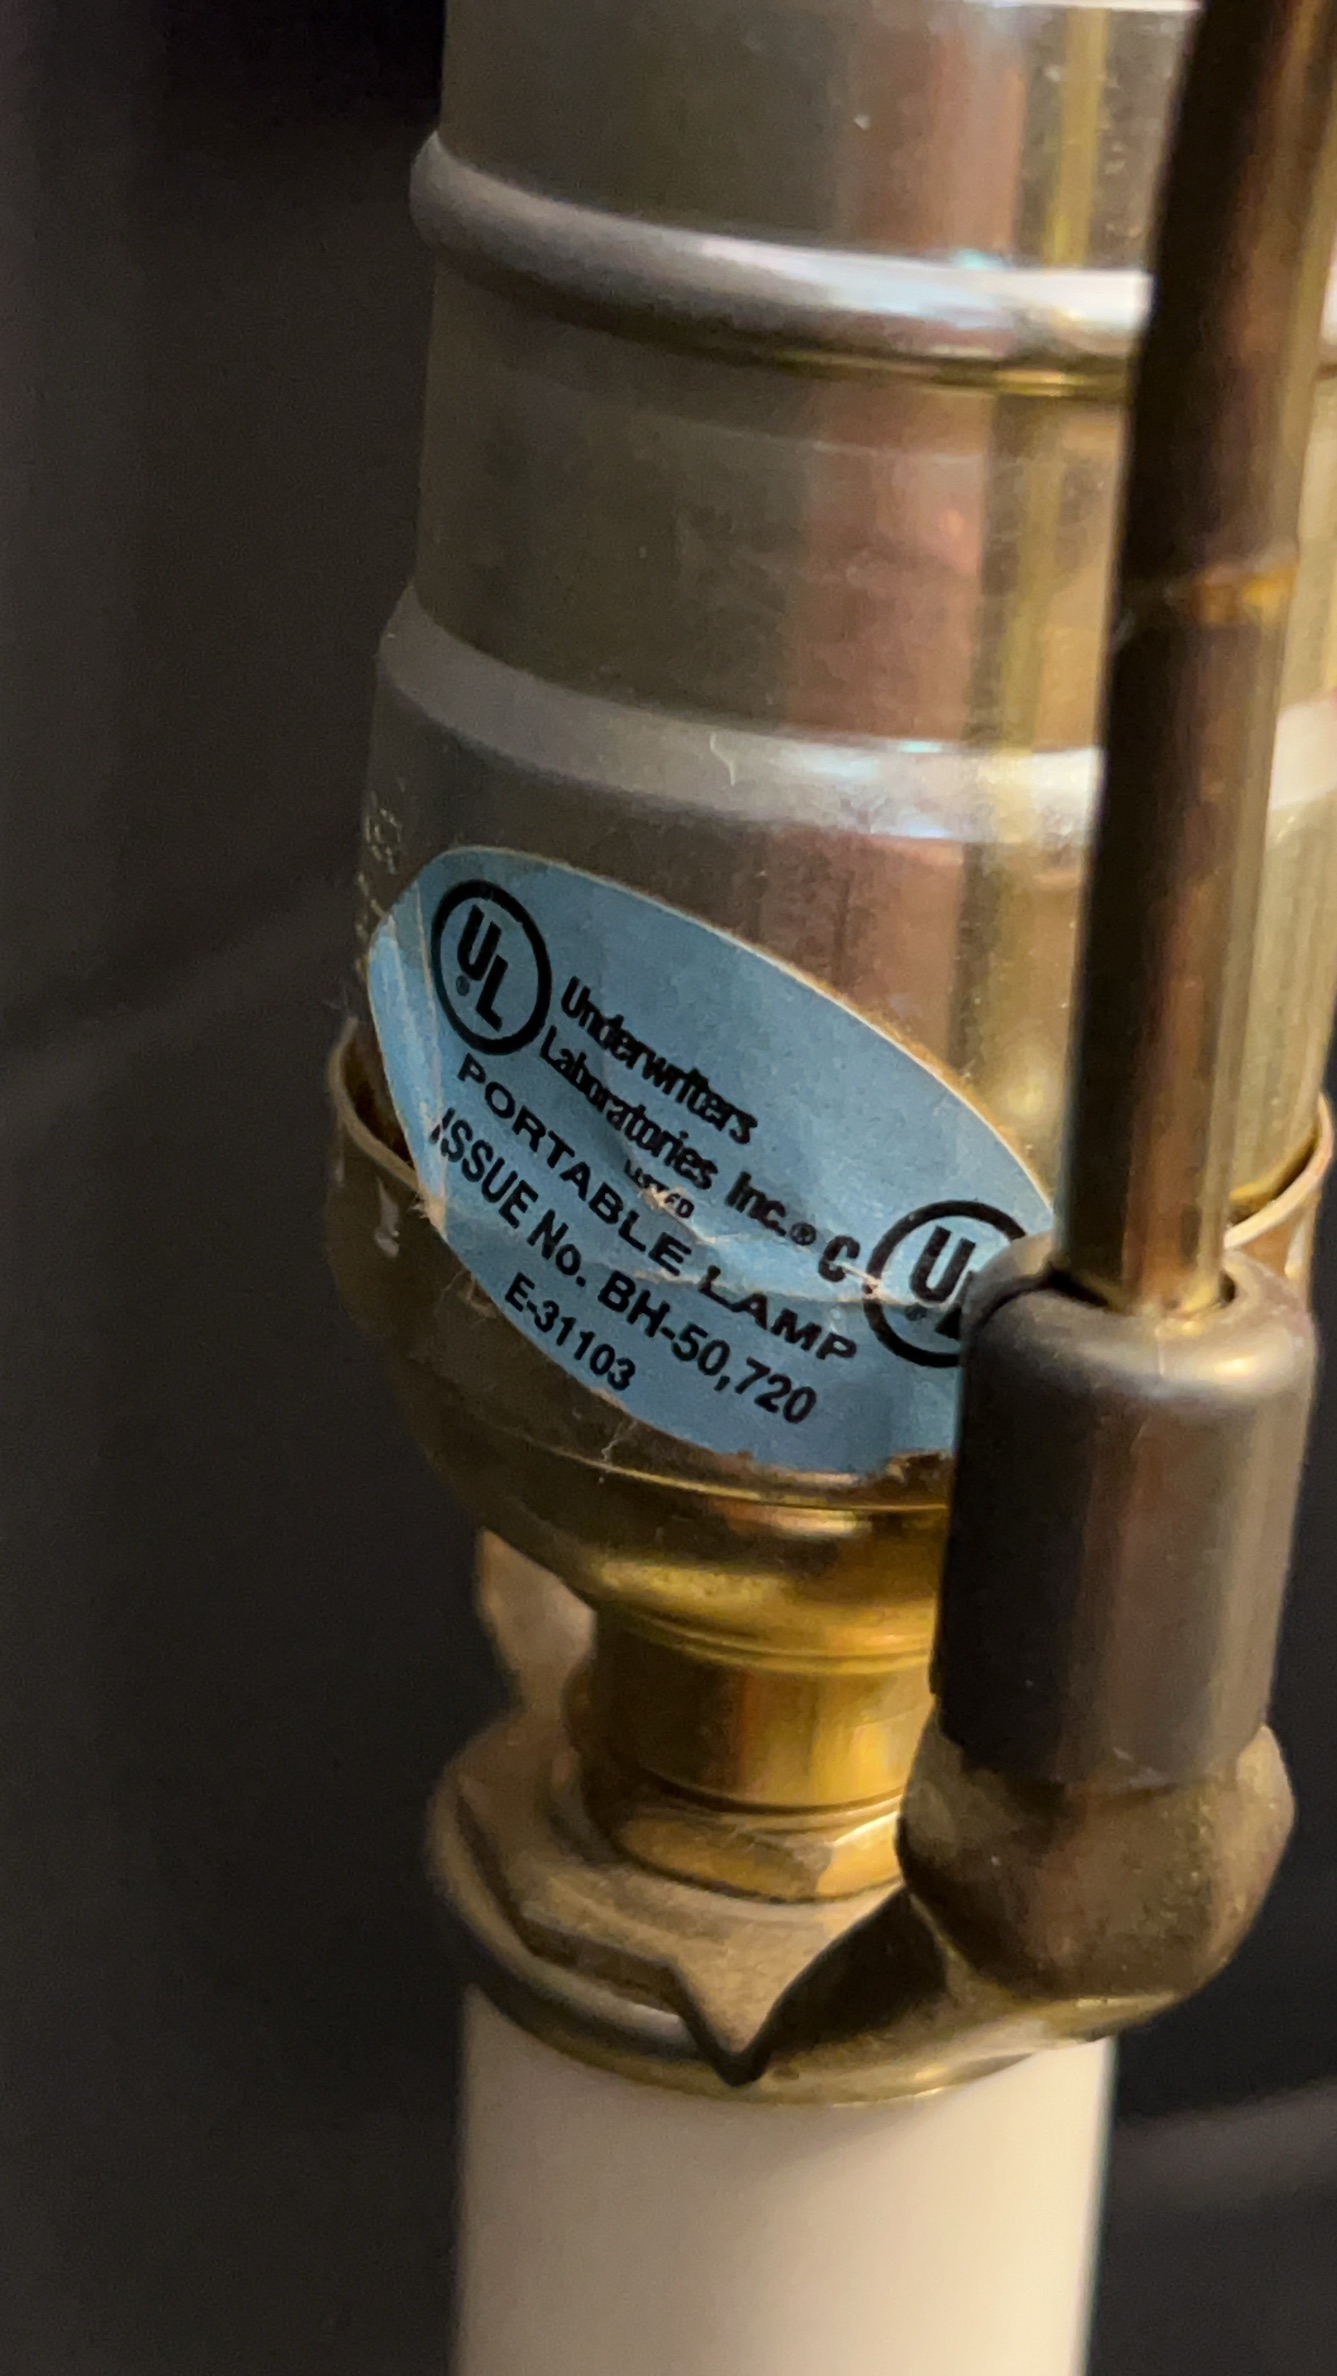 UL® Underwriters
Laboratories Inc.® C UL®
LISTED
PORTABLE LAMP
ISSUE No. BH-50,720
E-31103